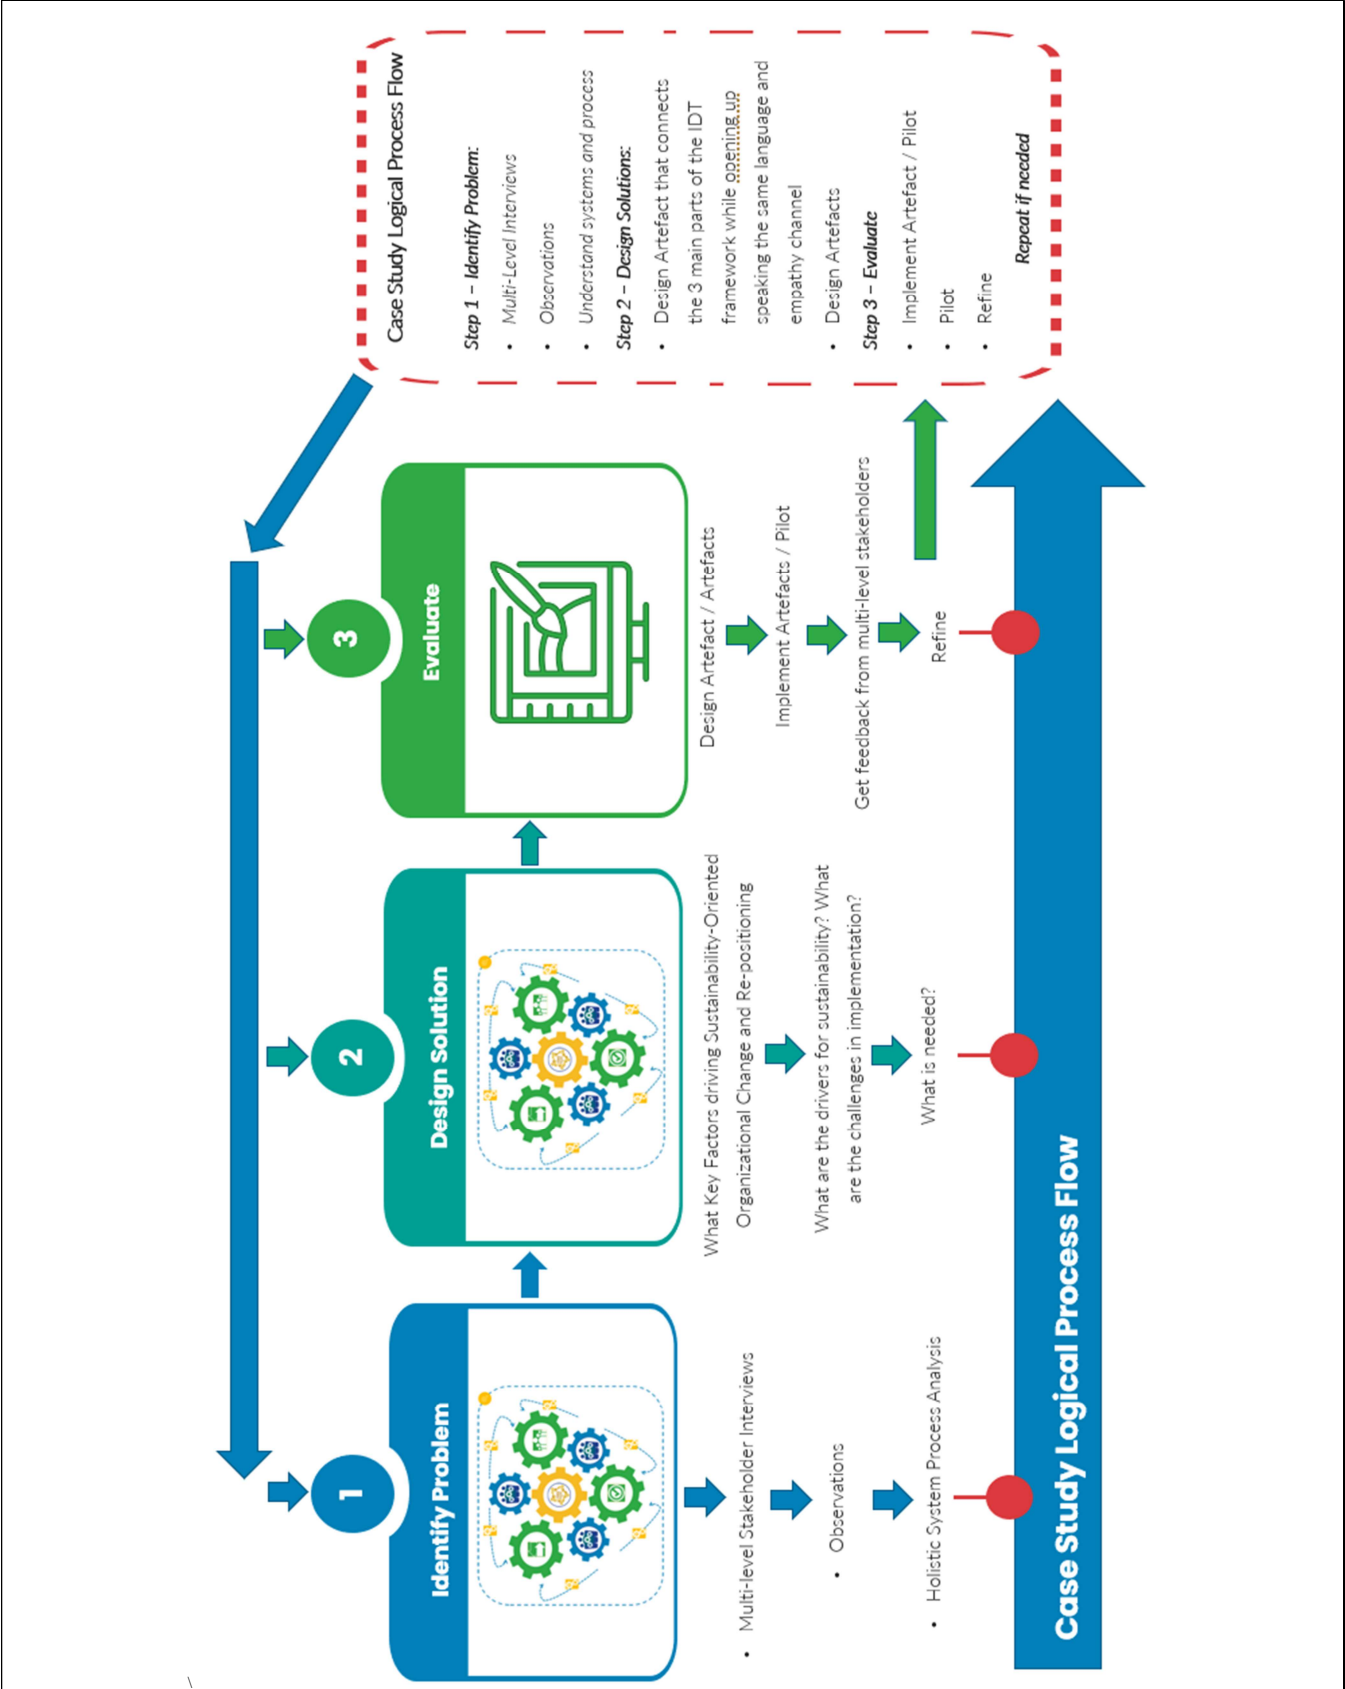 1
Identify Problem
• Multi-level Stakeholder Interviews
• Observations
• Holistic System Process Analysis
2
Design Solution
What Key Factors driving Sustainability-Oriented
Organizational Change and Re-positioning
What are the drivers for sustainability? What
are the challenges in implementation?
What is needed?
3
Evaluate
Design Artefact / Artefacts
Implement Artefacts / Pilot
Get feedback from multi-level stakeholders
Refine
Case Study Logical Process Flow
Step 1 – Identify Problem:
• Multi-Level Interviews
• Observations
• Understand systems and process
Step 2 – Design Solutions:
• Design Artefact that connects
the 3 main parts of the IDT
framework while opening up
speaking the same language and
empathy channel
• Design Artefacts
Step 3 – Evaluate
• Implement Artefact / Pilot
• Pilot
• Refine
Repeat if needed
Case Study Logical Process Flow